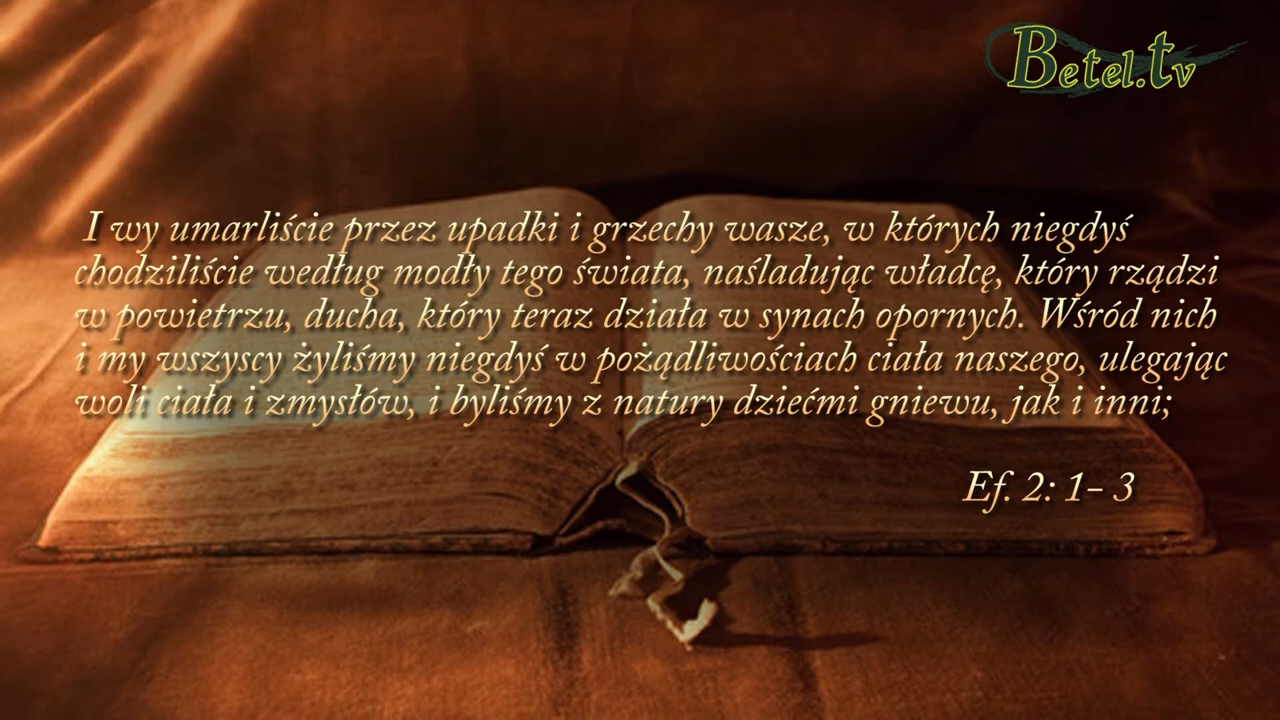 Betel.tv
I wy umarliście przez upadki i grzechy wasze, w których niegdyś
chodziliście według modły tego świata, naśladując władcę, który rządzi
w powietrzu, ducha, który teraz działa w synach opornych. Wśród nich
i my wszyscy żyliśmy niegdyś w pożądliwościach ciała naszego, ulegając
woli ciała i zmysłów, i byliśmy z natury dziećmi gniewu, jak i inni;
Ef. 2: 1- 3